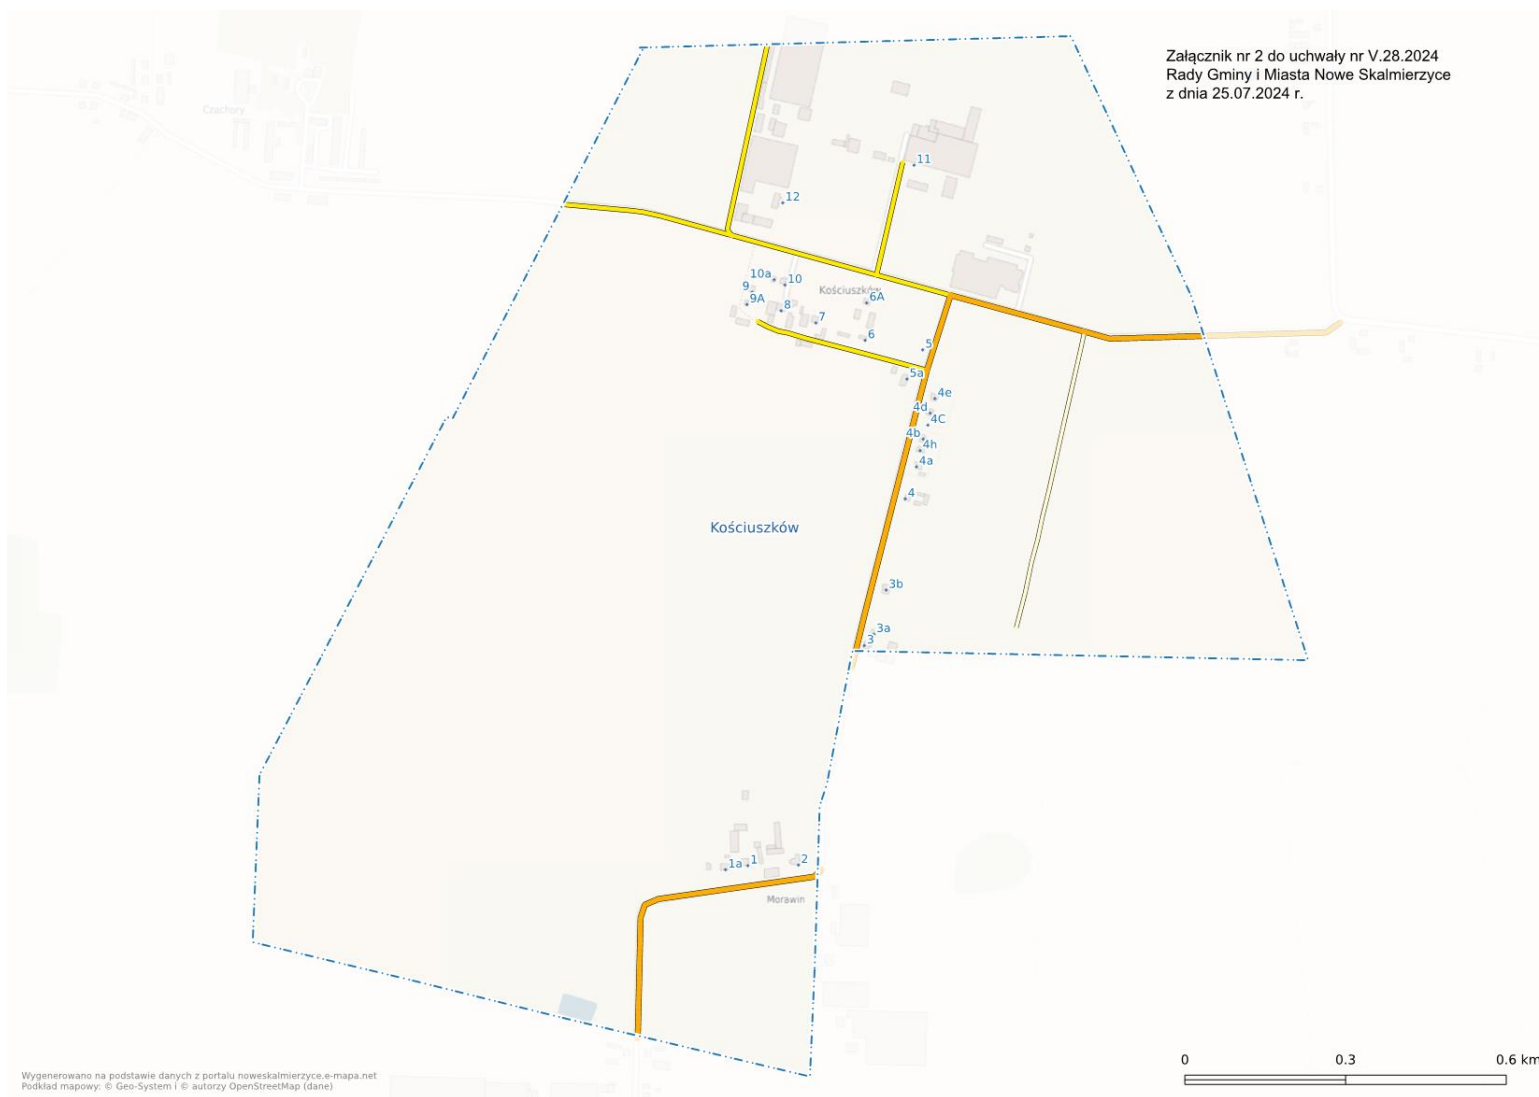 Załącznik nr 2 do uchwały nr V.28.2024
Rady Gminy i Miasta Nowe Skalmierzyce
z dnia 25.07.2024 r.
Czachory
11
12
10a
10
9
Kościuszków
9A
6A
8
7
6
5
5a
4e
4d
4C
4b
4h
4a
4
Kościuszków
3b
3a
3
1a
1
2
Morawin
0
0.3
0.6 km
Wygenerowano na podstawie danych z portalu noweskalmierzyce.e-mapa.net
Podkład mapowy: © Geo-System i © autorzy OpenStreetMap (dane)